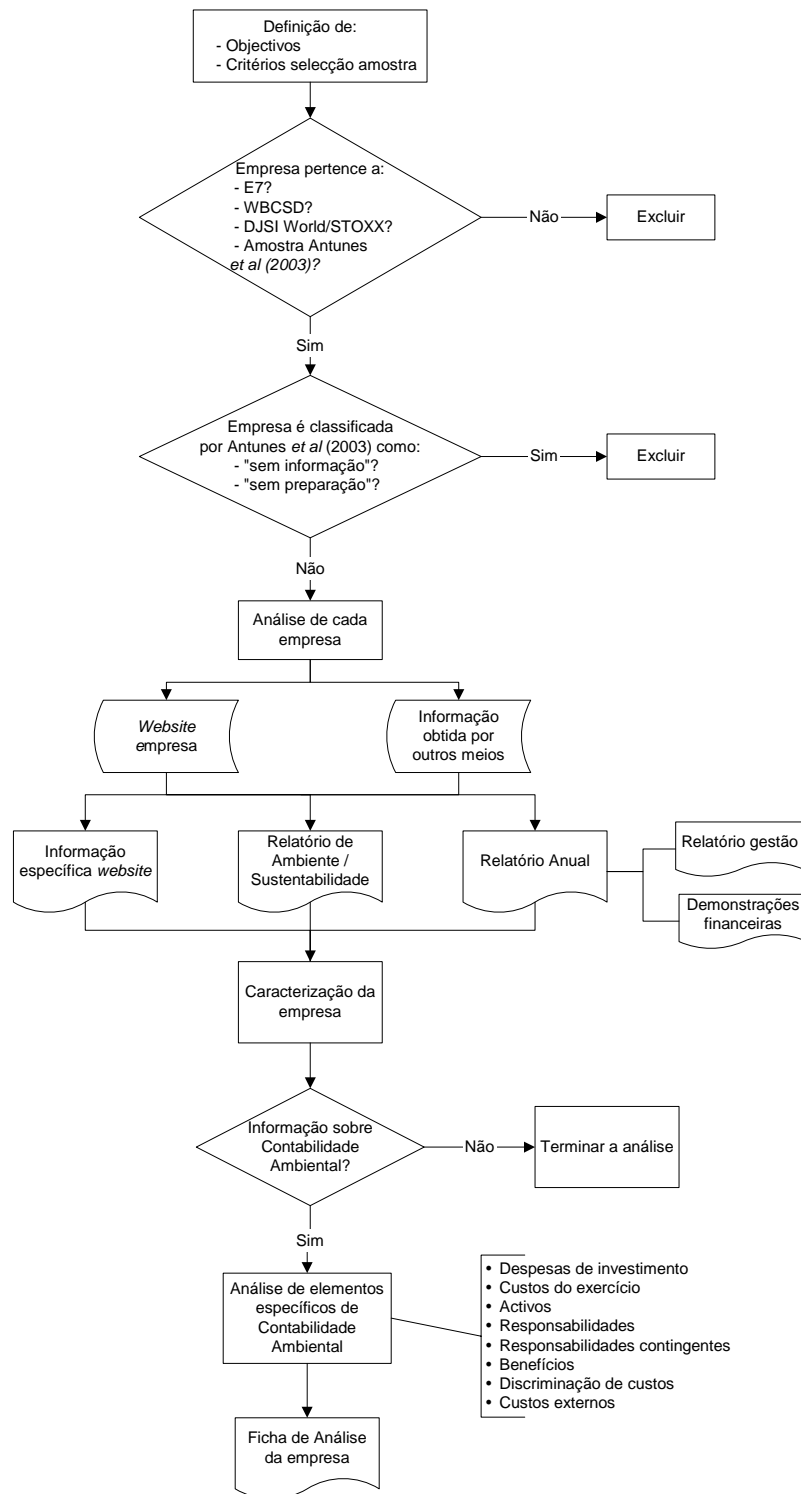 Definição de:
- Objectivos
- Critérios selecção amostra
Empresa pertence a:
- E7?
- WBCSD?
- DJSI World/STOXX?
- Amostra Antunes
et al (2003)?
Não
Excluir
Sim
Empresa é classificada
por Antunes et al (2003) como:
- "sem informação"?
- "sem preparação"?
Sim
Excluir
Não
Análise de cada
empresa
Website
empresa
Informação
obtida por
outros meios
Informação
específica website
Relatório de
Ambiente /
Sustentabilidade
Relatório Anual
Relatório gestão
Demonstrações
financeiras
Caracterização da
empresa
Informação sobre
Contabilidade
Ambiental?
Não
Terminar a análise
Sim
Análise de elementos
específicos de
Contabilidade
Ambiental
• Despesas de investimento
• Custos do exercício
• Activos
• Responsabilidades
• Responsabilidades contingentes
• Benefícios
• Discriminação de custos
• Custos externos
Ficha de Análise
da empresa